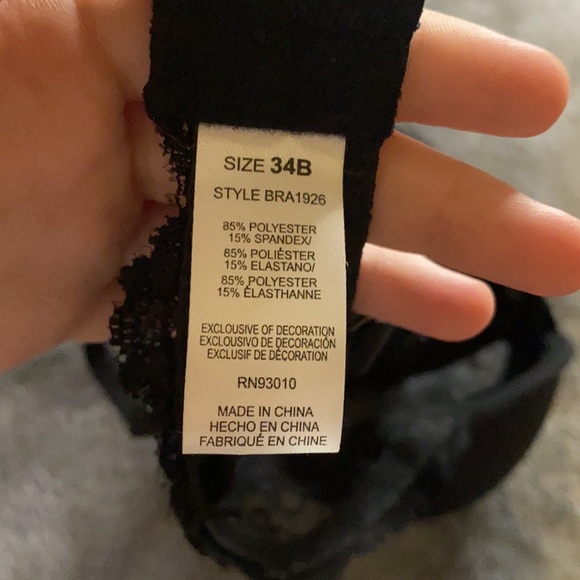 SIZE 34B
STYLE BRA1926
85% POLYESTER
15% SPANDEX/
85% POLIÉSTER
15% ELASTANO/
85% POLYESTER
15% ÉLASTHANNE
EXCLUSIVE OF DECORATION
EXCLUSIVO DE DECORACIÓN
EXCLUSIF DE DÉCORATION
RN93010
MADE IN CHINA
HECHO EN CHINA
FABRIQUÉ EN CHINE